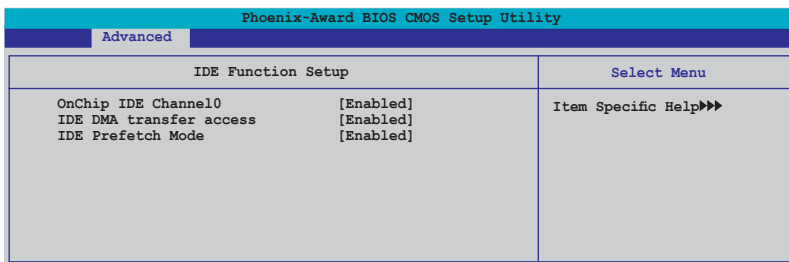 Phoenix-Award BIOS CMOS Setup Utility
Advanced
IDE Function Setup
Select Menu
OnChip IDE Channel0 [Enabled]
IDE DMA transfer access [Enabled]
IDE Prefetch Mode [Enabled]
Item Specific Help